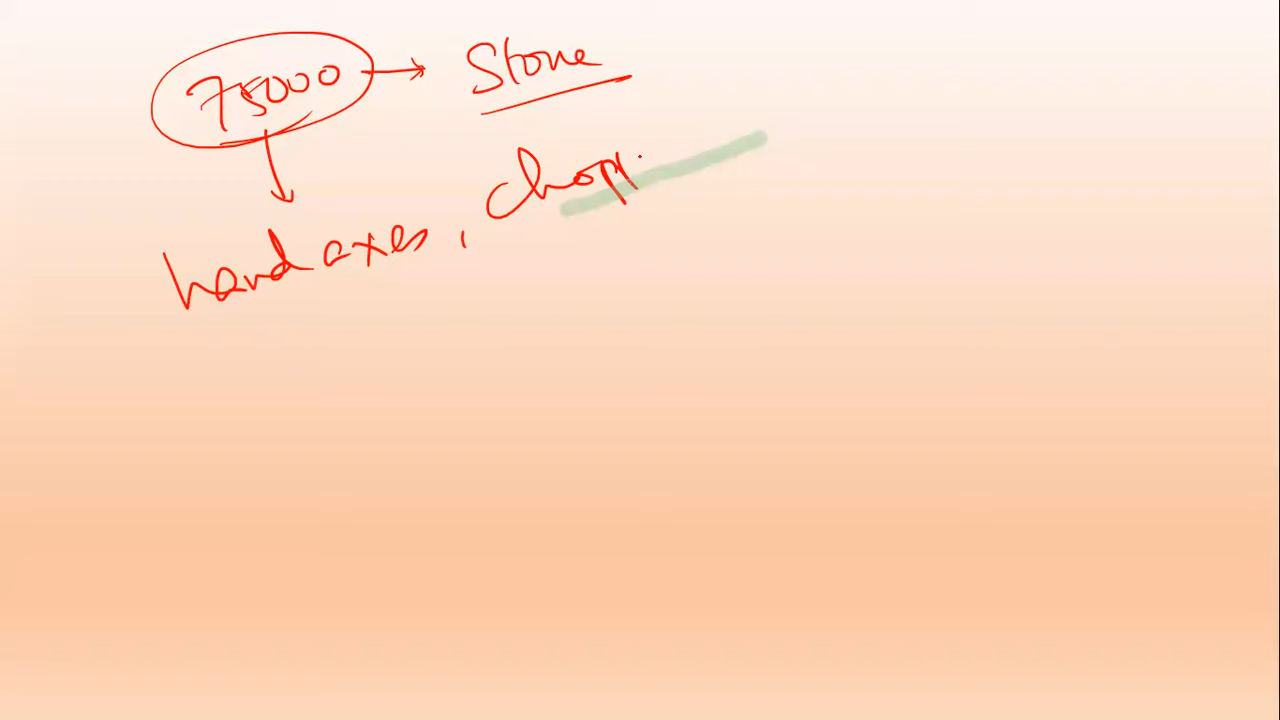 75000 → Stone
hand axes, chopp